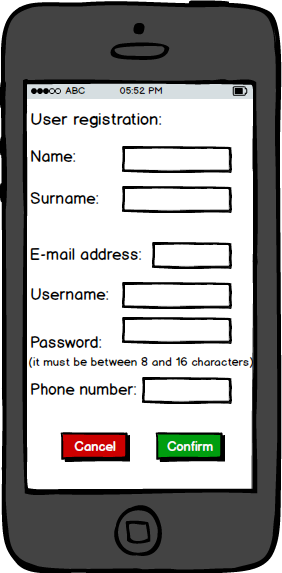 ABC 05:52 PM
User registration:
Name:
Surname:
E-mail address:
Username:
Password:
(it must be between 8 and 16 characters)
Phone number:
Cancel Confirm